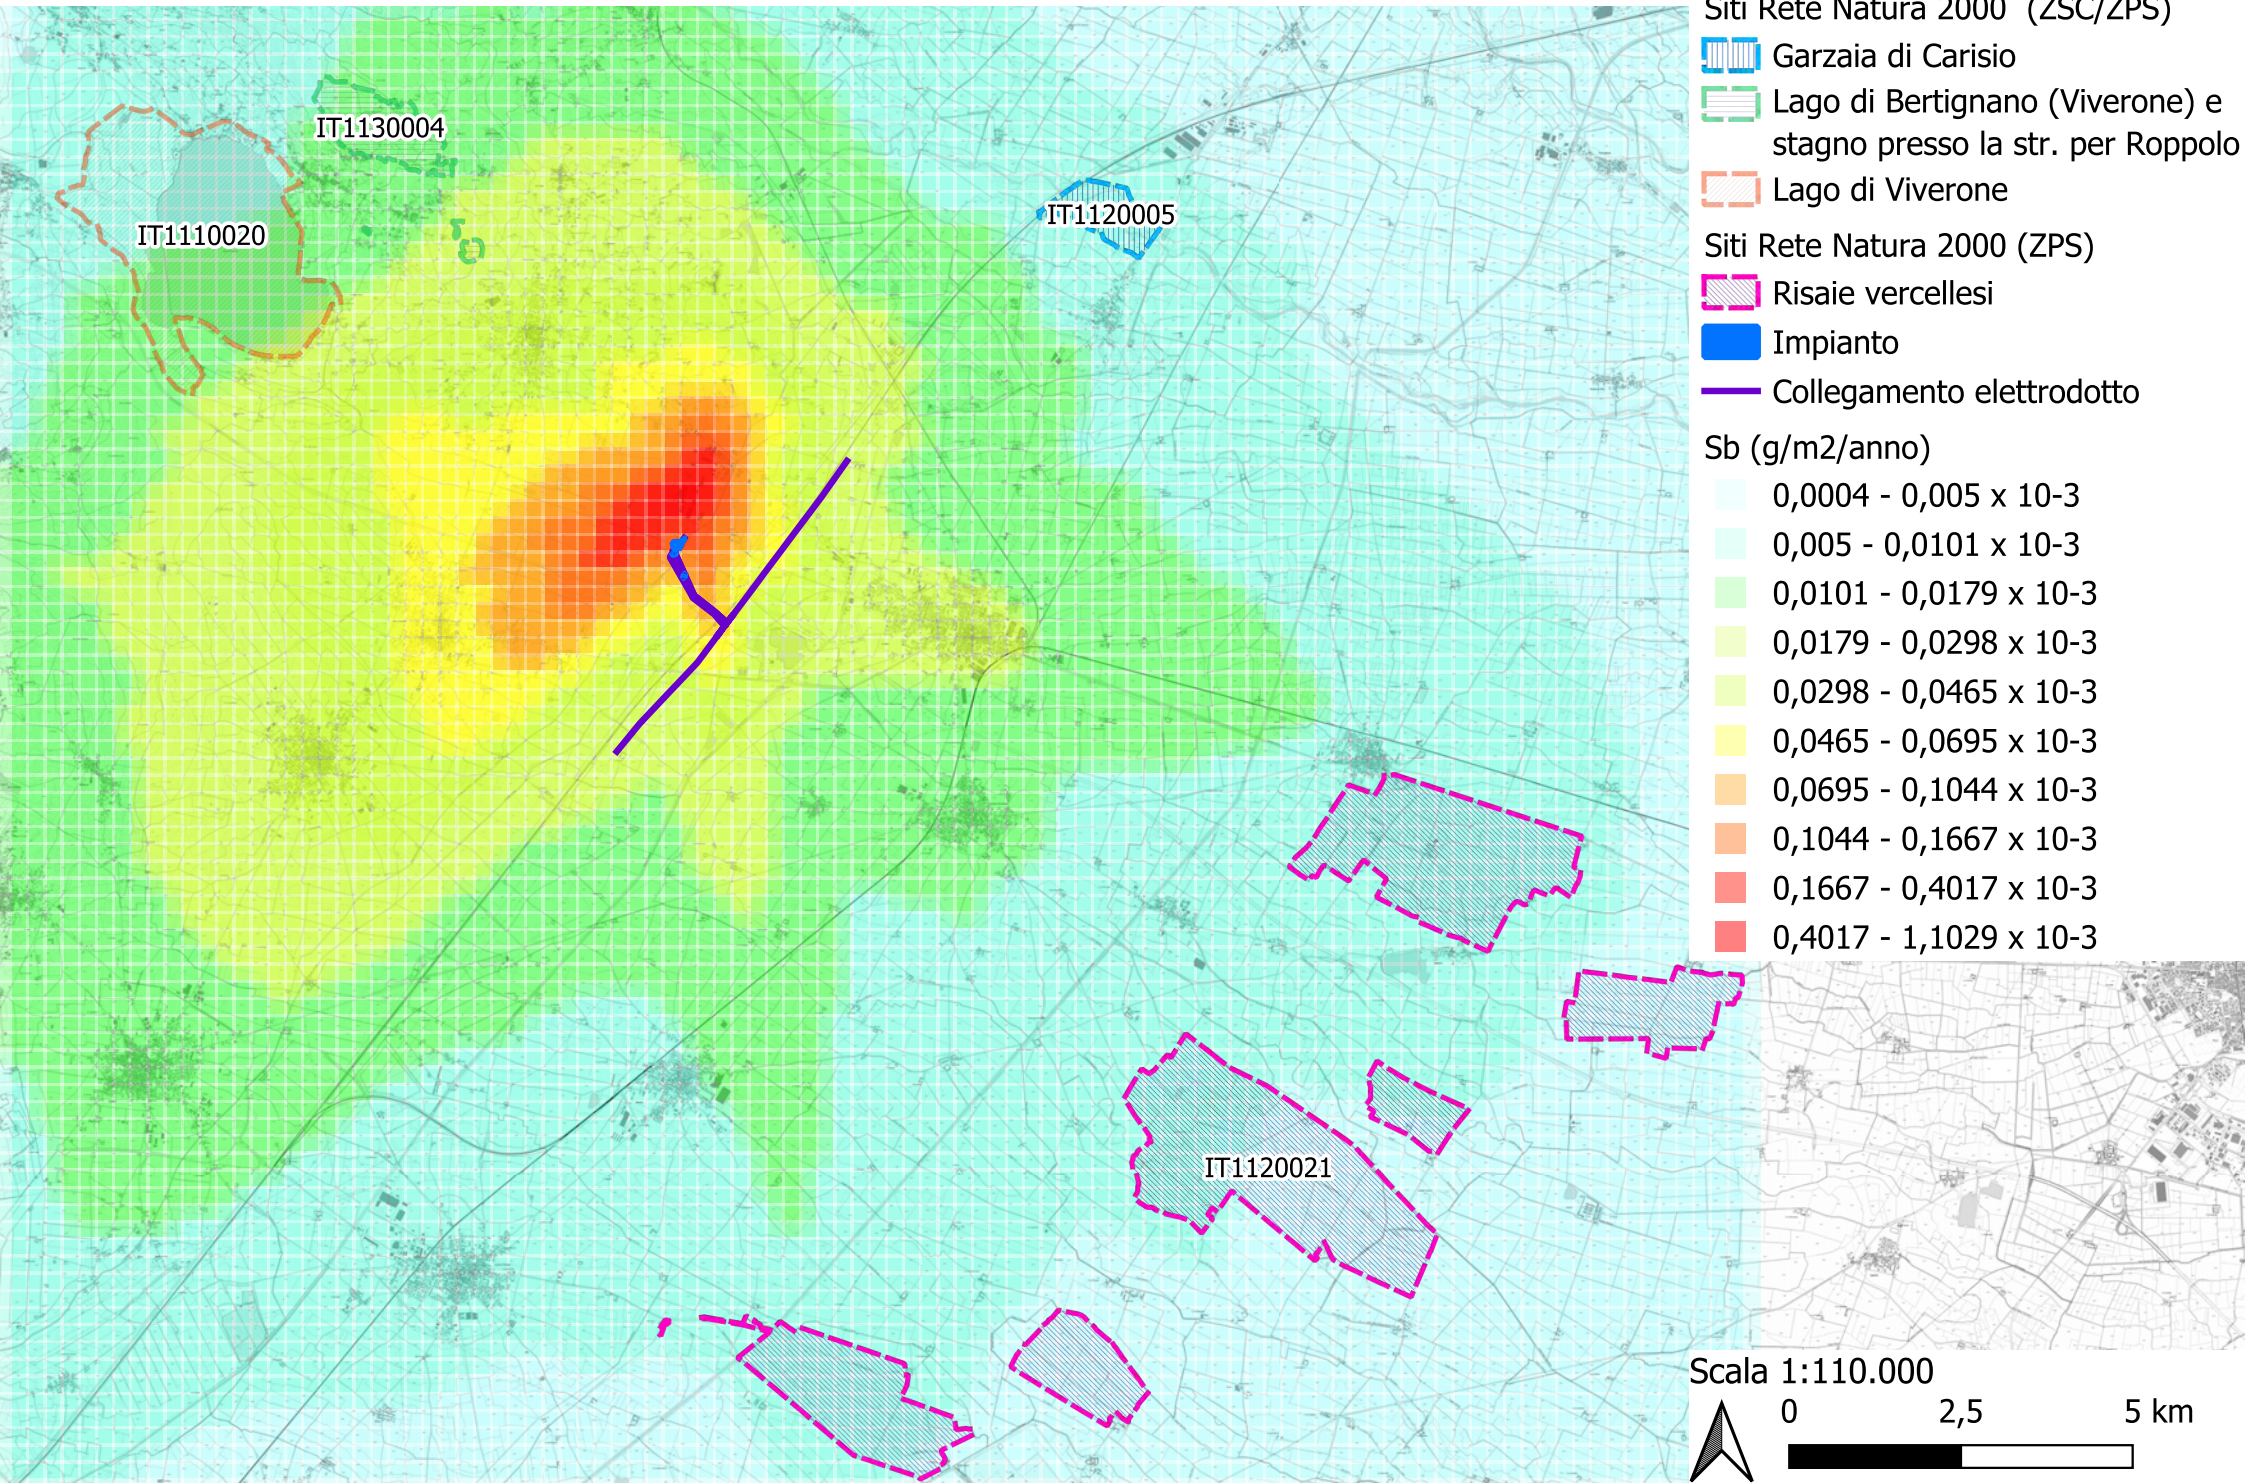 Siti Rete Natura 2000 (ZSC/ZPS)
Garzaia di Carisio
Lago di Bertignano (Viverone) e
stagno presso la str. per Roppolo
Lago di Viverone
Siti Rete Natura 2000 (ZPS)
Risaie vercellesi
Impianto
Collegamento elettrodotto
Sb (g/m2/anno)
0,0004 - 0,005 x 10-3
0,005 - 0,0101 x 10-3
0,0101 - 0,0179 x 10-3
0,0179 - 0,0298 x 10-3
0,0298 - 0,0465 x 10-3
0,0465 - 0,0695 x 10-3
0,0695 - 0,1044 x 10-3
0,1044 - 0,1667 x 10-3
0,1667 - 0,4017 x 10-3
0,4017 - 1,1029 x 10-3
IT1130004
IT1110020
IT1120005
IT1120021
Scala 1:110.000
0 2,5 5 km